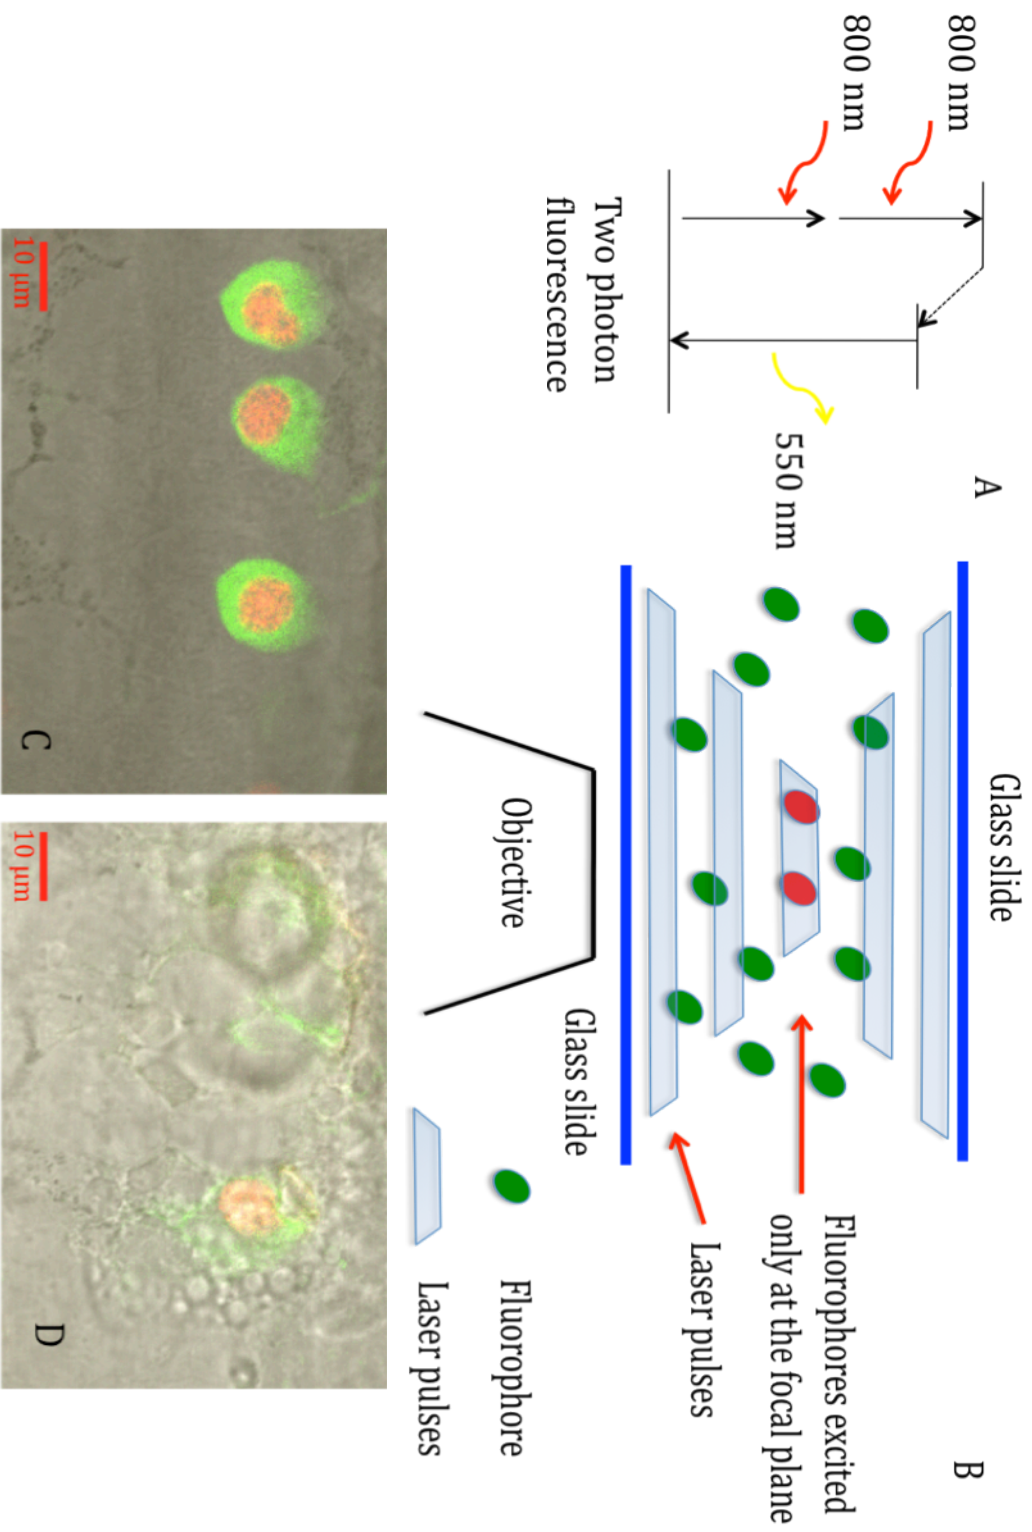 A
800 nm
800 nm
550 nm
Two photon
fluorescence
B
Glass slide
Fluorophores excited
only at the focal plane
Laser pulses
Glass slide
Objective
Fluorophore
Laser pulses
C
10 µm
D
10 µm